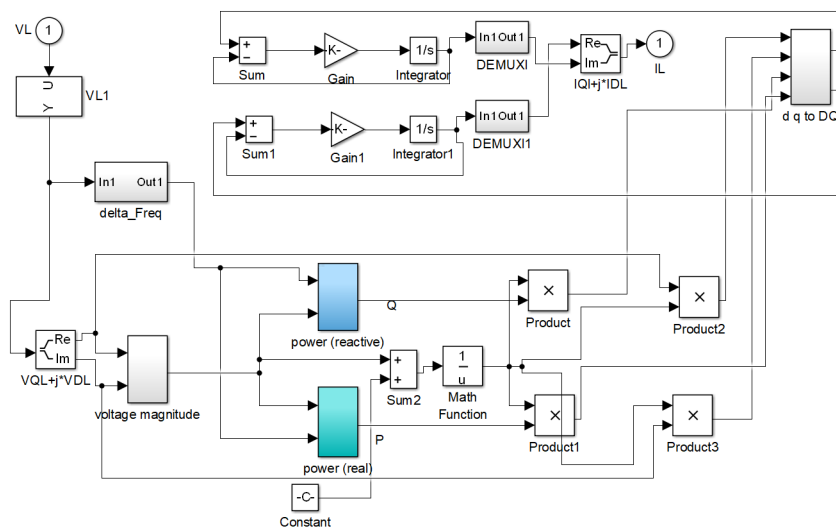 VL
1
U
Y
VL1
+
−
Sum
K-
Gain
1/s
Integrator
In1 Out1
DEMUXI
Re
Im
IQI+j*IDL
1
IL
d q to DQ
+
−
Sum1
K-
Gain1
1/s
Integrator1
In1 Out1
DEMUXI1
In1 Out1
delta_Freq
Re
Im
VQL+j*VDL
voltage magnitude
Q
power (reactive)
×
Product
×
Product2
+
+
Sum2
1
u
Math
Function
P
power (real)
×
Product1
×
Product3
-C-
Constant